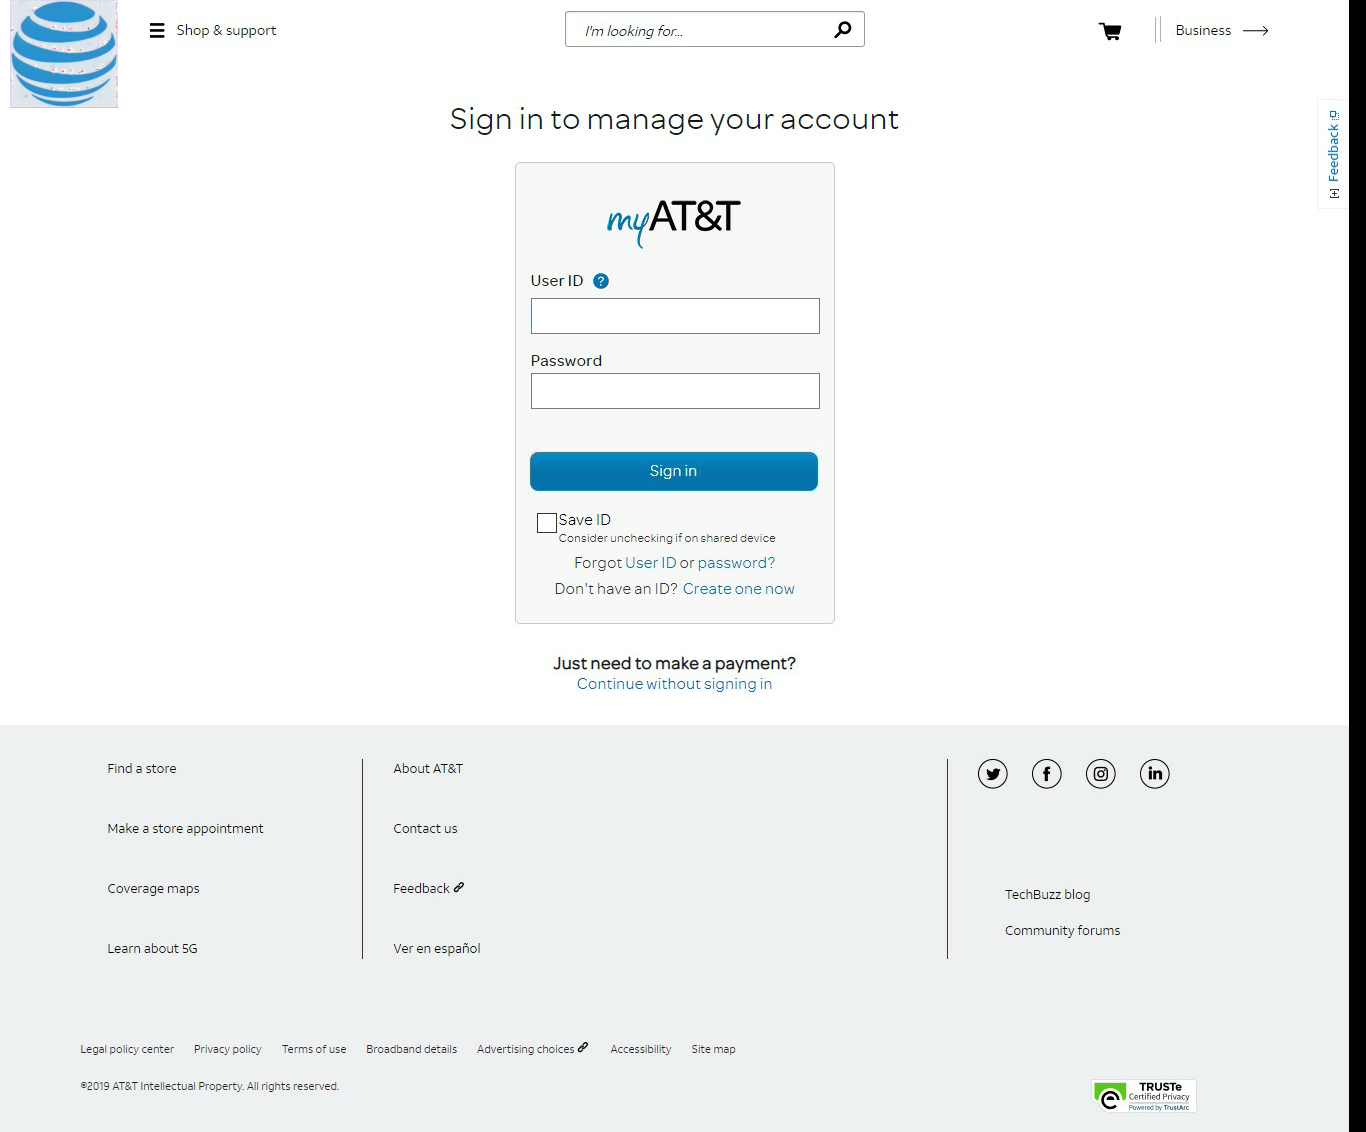 Shop & support
I'm looking for...
Business
Feedback
Sign in to manage your account
myAT&T
User ID ?
Password
Sign in
Save ID
Consider unchecking if on shared device
Forgot User ID or password?
Don't have an ID? Create one now
Just need to make a payment?
Continue without signing in
Find a store
Make a store appointment
Coverage maps
Learn about 5G
About AT&T
Contact us
Feedback
Ver en español
TechBuzz blog
Community forums
Legal policy center Privacy policy Terms of use Broadband details Advertising choices Accessibility Site map
©2019 AT&T Intellectual Property. All rights reserved.
TRUSTe
Certified Privacy
Powered by TrustArc